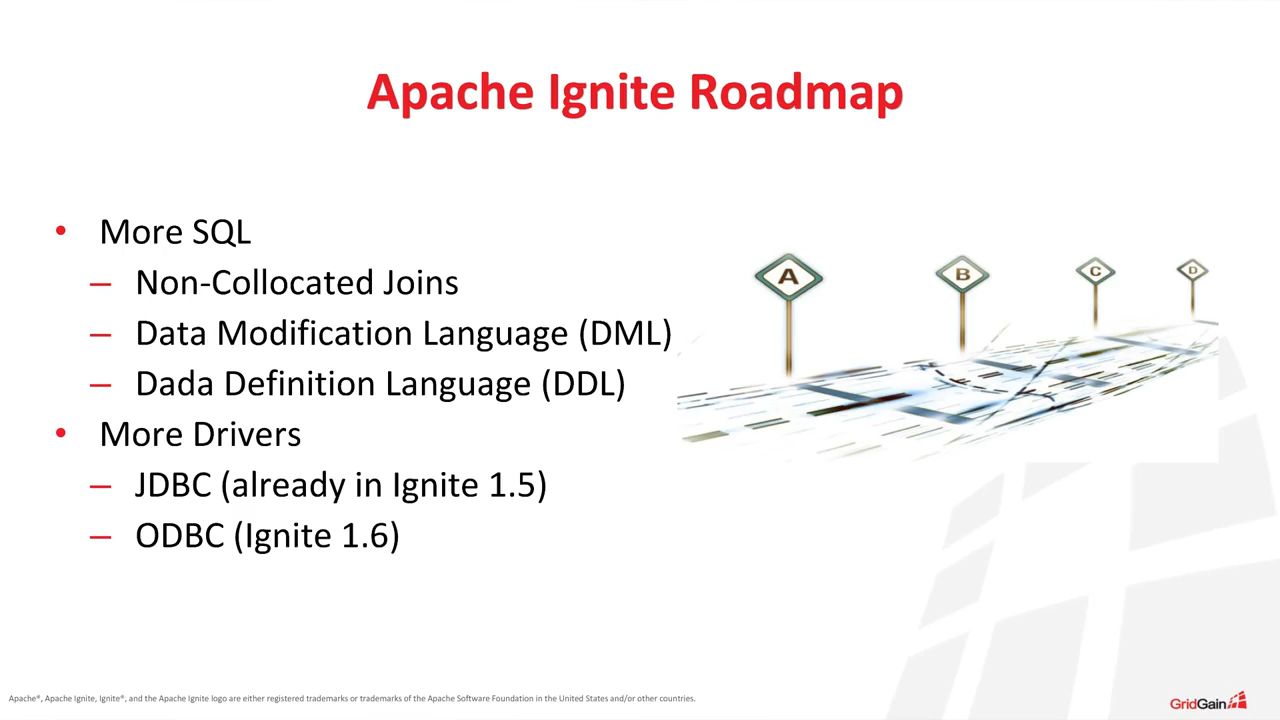 Apache Ignite Roadmap
• More SQL
– Non-Collocated Joins
– Data Modification Language (DML)
– Dada Definition Language (DDL)
• More Drivers
– JDBC (already in Ignite 1.5)
– ODBC (Ignite 1.6)
A B C D
Apache®, Apache Ignite, Ignite®, and the Apache Ignite logo are either registered trademarks or trademarks of the Apache Software Foundation in the United States and/or other countries.
GridGain